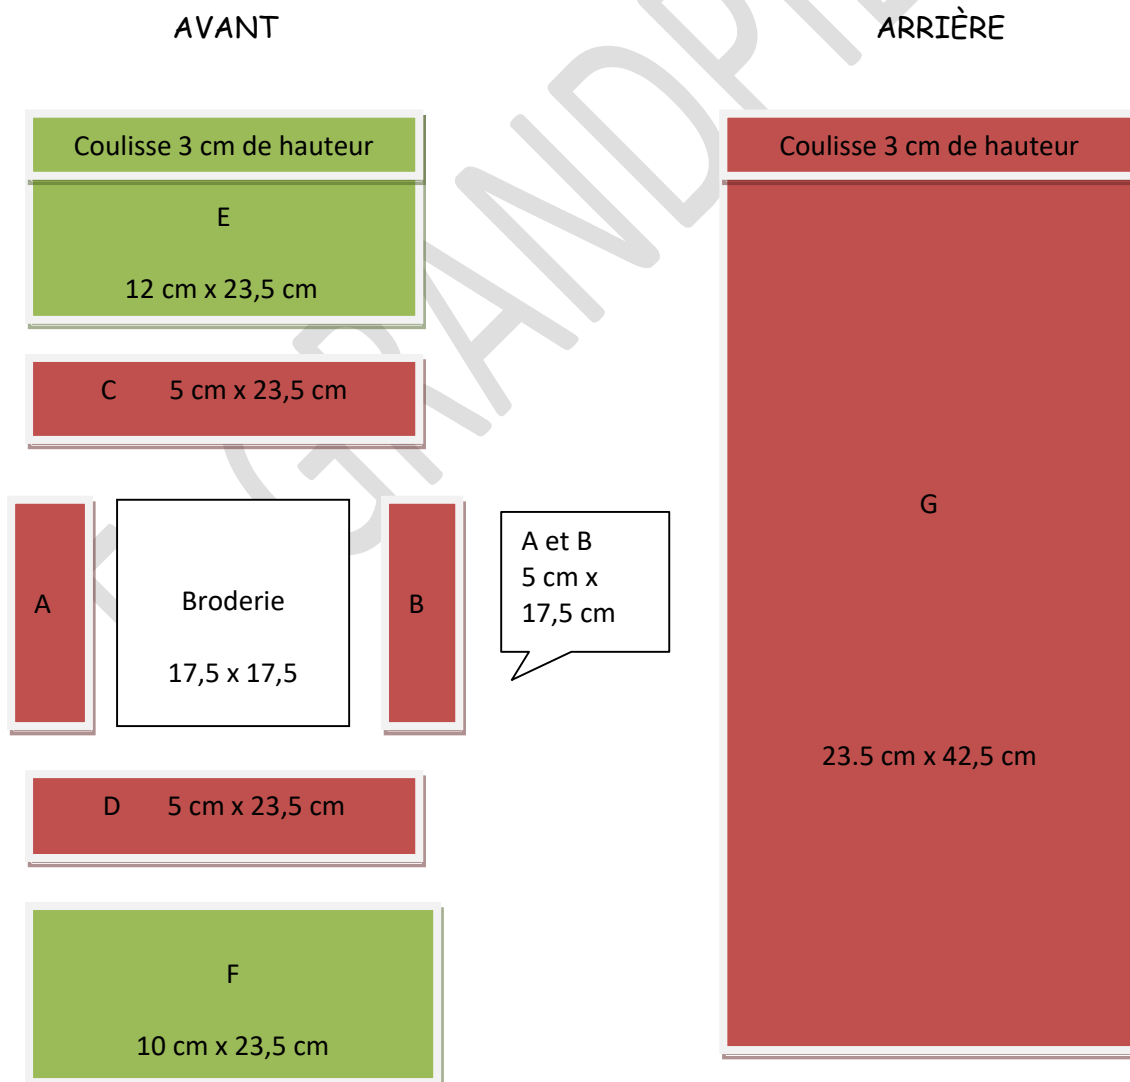 AVANT
ARRIÈRE
Coulisse 3 cm de hauteur
Coulisse 3 cm de hauteur
E
12 cm x 23,5 cm
C 5 cm x 23,5 cm
G
A et B
5 cm x
17,5 cm
A
Broderie
B
17,5 x 17,5
23.5 cm x 42,5 cm
D 5 cm x 23,5 cm
F
10 cm x 23,5 cm